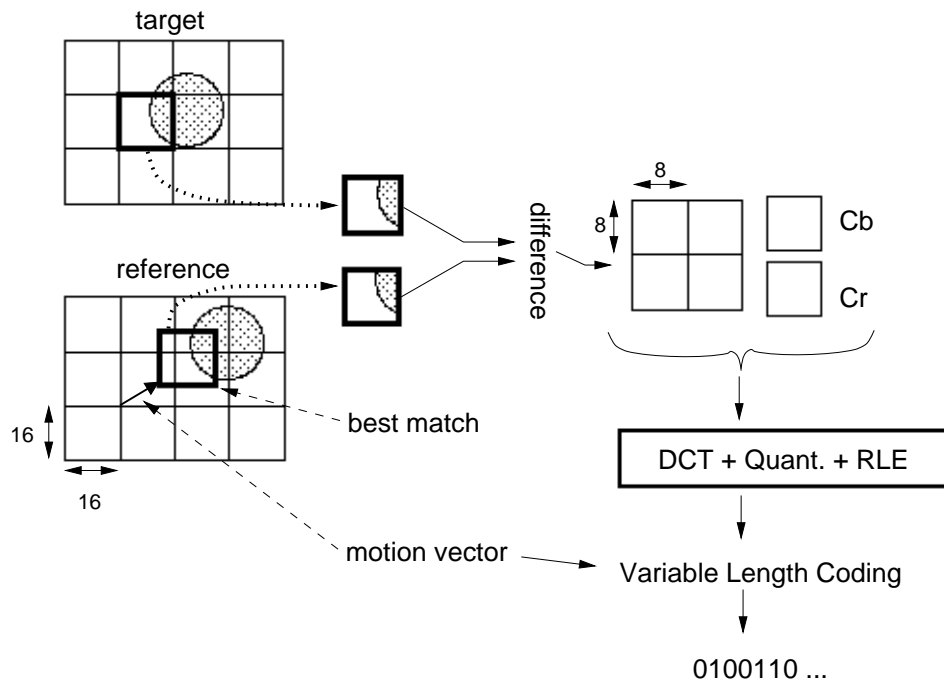 target
reference
16
16
best match
motion vector
difference
8
8
Cb
Cr
DCT + Quant. + RLE
Variable Length Coding
0100110 ...